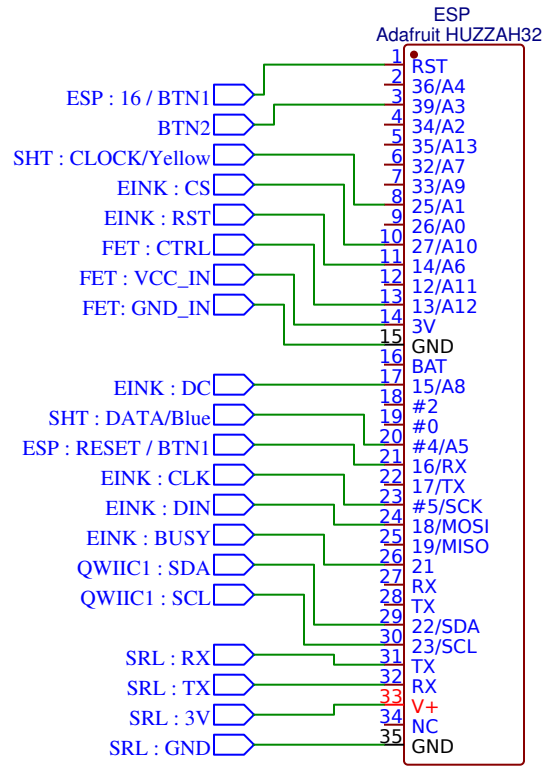 ESP
Adafruit HUZZAH32
ESP : 16 / BTN1
BTN2
SHT : CLOCK/Yellow
EINK : CS
EINK : RST
FET : CTRL
FET : VCC_IN
FET: GND_IN
EINK : DC
SHT : DATA/Blue
ESP : RESET / BTN1
EINK : CLK
EINK : DIN
EINK : BUSY
QWIIC1 : SDA
QWIIC1 : SCL
SRL : RX
SRL : TX
SRL : 3V
SRL : GND
1 RST
2 36/A4
3 39/A3
4 34/A2
5 35/A13
6 32/A7
7 33/A9
8 25/A1
9 26/A0
10 27/A10
11 14/A6
12 12/A11
13 13/A12
14 3V
15 GND
16 BAT
17 15/A8
18 #2
19 #0
20 #4/A5
21 16/RX
22 17/TX
23 #5/SCK
24 18/MOSI
25 19/MISO
26 21
27 RX
28 TX
29 22/SDA
30 23/SCL
31 TX
32 RX
33 V+
34 NC
35 GND